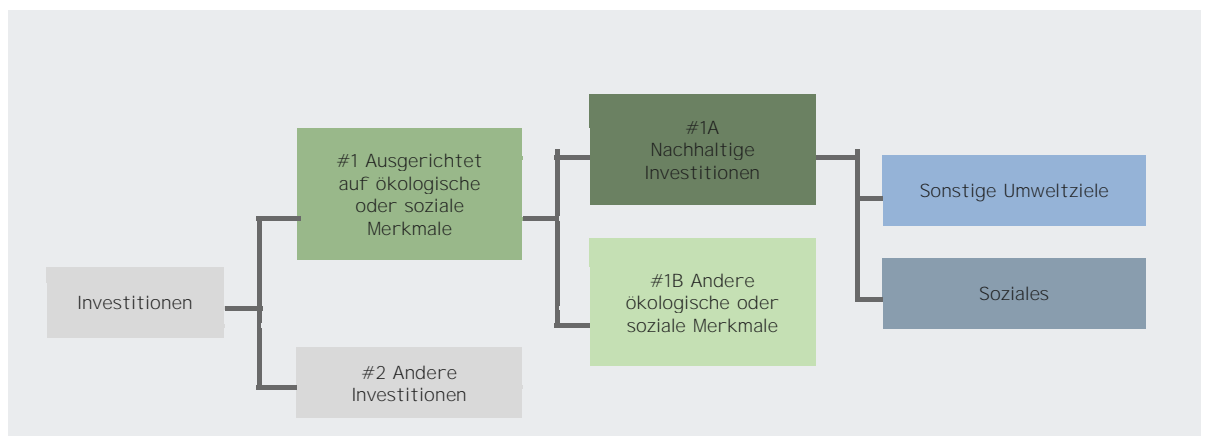 Investitionen
#1 Ausgerichtet
auf ökologische
oder soziale
Merkmale
#2 Andere
Investitionen
#1A
Nachhaltige
Investitionen
#1B Andere
ökologische oder
soziale Merkmale
Sonstige Umweltziele
Soziales